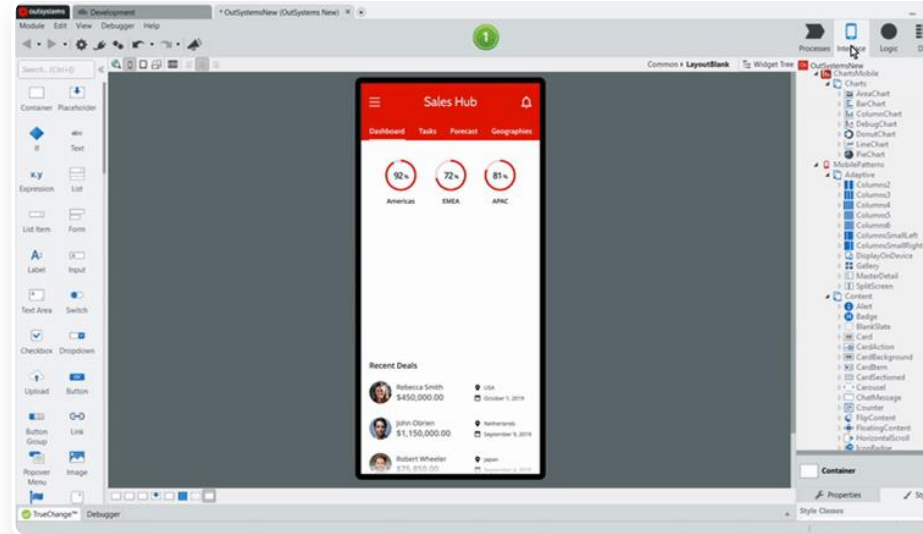 outsystems Development * OutSystemsNew (OutSystems New)
Module Edit View Debugger Help
1
Processes Interface Logic
Search... (Ctrl+E)
Common › LayoutBlank Widget Tree
Container Placeholder
If Text
abc
x.y
Expression List
List Item Form
Label Input
Text Area Switch
Checkbox Dropdown
Upload Button
Button Group Link
Popover Menu Image
Sales Hub
Dashboard Tasks Forecast Geographies
92% 72% 81%
Americas EMEA APAC
Recent Deals
Rebecca Smith USA
$450,000.00 October 1, 2019
John Obrien Netherlands
$1,150,000.00 September 9, 2019
Robert Wheeler Japan
$75,850.00
OutSystemsNew
ChartsMobile
Charts
AreaChart
BarChart
ColumnChart
DebugChart
DonutChart
LineChart
PieChart
MobilePatterns
Adaptive
Columns2
Columns3
Columns4
Columns5
Columns6
ColumnsSmallLeft
ColumnsSmallRight
DisplayOnDevice
Gallery
MasterDetail
SplitScreen
Content
Alert
Badge
BlankSlate
Card
CardAction
CardBackground
CardItem
CardSectioned
Carousel
ChatMessage
Counter
FlipContent
FloatingContent
HorizontalScroll
IconBadge
Container
Properties
Style Classes
TrueChange™ Debugger